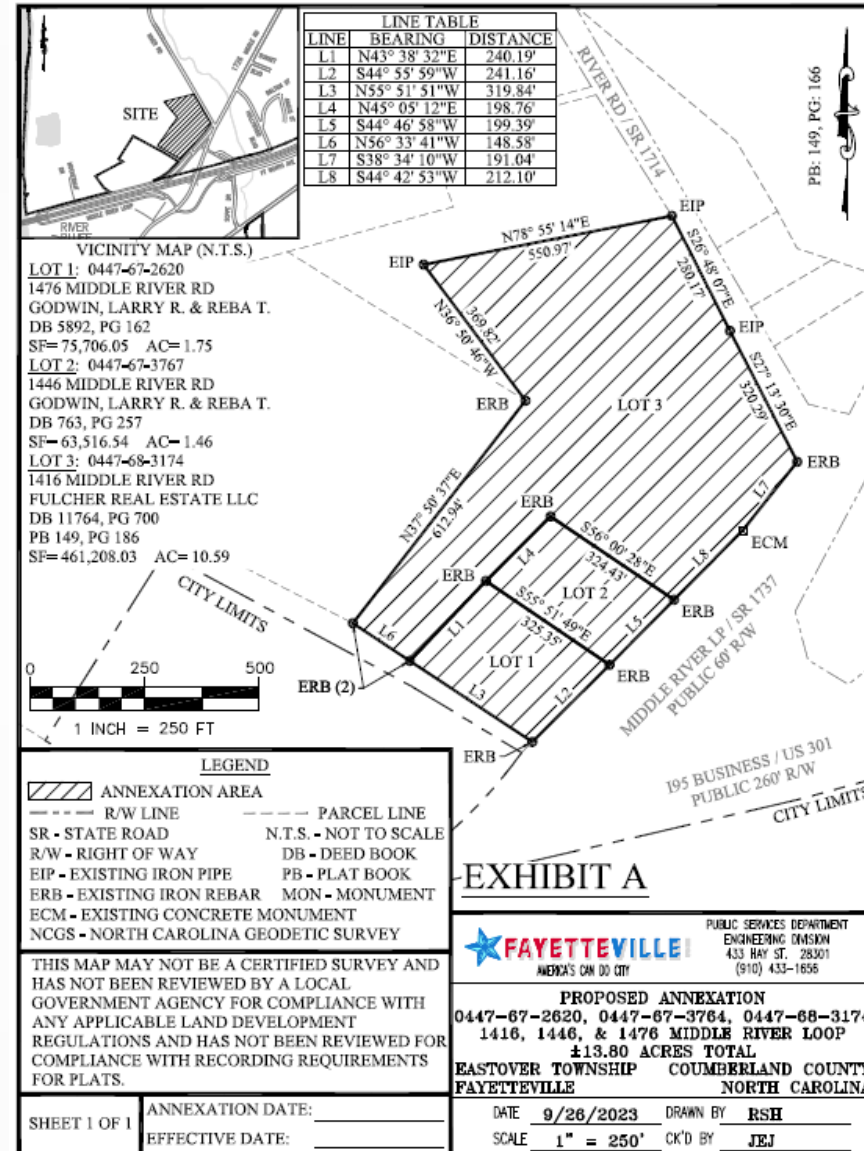 LINE TABLE
LINE BEARING DISTANCE
L1 N43° 38' 32"E 240.19'
L2 S44° 55' 59"W 241.16'
L3 N55° 51' 51"W 319.84'
L4 N45° 05' 12"E 198.76'
L5 S44° 46' 58"W 199.39'
L6 N56° 33' 41"W 148.58'
L7 S38° 34' 10"W 191.04'
L8 S44° 42' 53"W 212.10'
SITE
RIVER
VICINITY MAP (N.T.S.)
LOT 1: 0447-67-2620
1476 MIDDLE RIVER RD
GODWIN, LARRY R. & REBA T.
DB 5892, PG 162
SF= 75,706.05 AC= 1.75
LOT 2: 0447-67-3767
1446 MIDDLE RIVER RD
GODWIN, LARRY R. & REBA T.
DB 763, PG 257
SF= 63,516.54 AC= 1.46
LOT 3: 0447-68-3174
1416 MIDDLE RIVER RD
FULCHER REAL ESTATE LLC
DB 11764, PG 700
PB 149, PG 186
SF= 461,208.03 AC= 10.59
RIVER RD / SR 1714
PB: 149, PG: 166
EIP
N78° 55' 14"E
550.97'
EIP
S26° 48' 07"E
280.17'
EIP
369.82'
N36° 50' 46"W
S27° 13' 30"E
320.29'
ERB
LOT 3
ERB
N37° 50' 37"E
612.94'
ERB
L7
ECM
S56° 00' 28"E
324.43'
L4
L8
ERB
LOT 2
S55° 51' 49"E
325.35'
ERB
L5
CITY LIMITS
L6
L1
LOT 1
ERB
L3
L2
ERB (2)
ERB
MIDDLE RIVER LP / SR 1737
PUBLIC 60' R/W
I95 BUSINESS / US 301
PUBLIC 260' R/W
CITY LIMITS
0 250 500
1 INCH = 250 FT
LEGEND
ANNEXATION AREA
R/W LINE PARCEL LINE
SR - STATE ROAD N.T.S. - NOT TO SCALE
R/W - RIGHT OF WAY DB - DEED BOOK
EIP - EXISTING IRON PIPE PB - PLAT BOOK
ERB - EXISTING IRON REBAR MON - MONUMENT
ECM - EXISTING CONCRETE MONUMENT
NCGS - NORTH CAROLINA GEODETIC SURVEY
EXHIBIT A
THIS MAP MAY NOT BE A CERTIFIED SURVEY AND
HAS NOT BEEN REVIEWED BY A LOCAL
GOVERNMENT AGENCY FOR COMPLIANCE WITH
ANY APPLICABLE LAND DEVELOPMENT
REGULATIONS AND HAS NOT BEEN REVIEWED FOR
COMPLIANCE WITH RECORDING REQUIREMENTS
FOR PLATS.
SHEET 1 OF 1
ANNEXATION DATE:
EFFECTIVE DATE:
FAYETTEVILLE
AMERICA'S CAN DO CITY
PUBLIC SERVICES DEPARTMENT
ENGINEERING DIVISION
433 HAY ST. 28301
(910) 433-1656
PROPOSED ANNEXATION
0447-67-2620, 0447-67-3764, 0447-68-3174
1416, 1446, & 1476 MIDDLE RIVER LOOP
±13.80 ACRES TOTAL
EASTOVER TOWNSHIP COUMBERLAND COUNTY
FAYETTEVILLE NORTH CAROLINA
DATE 9/26/2023 DRAWN BY RSH
SCALE 1" = 250' CK'D BY JEJ